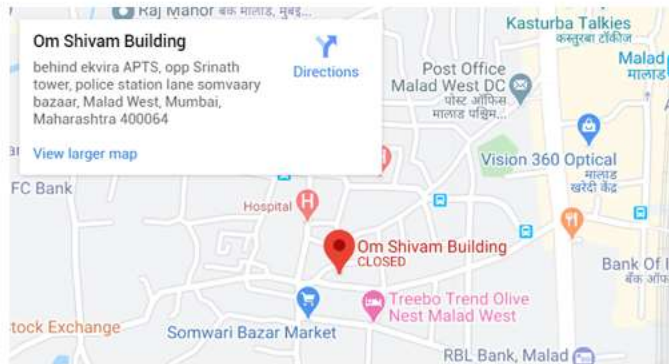 Raj Manor बँक मालाड, मुंबई...
Om Shivam Building
behind ekvira APTS, opp Srinath
tower, police station lane somvaary
bazaar, Malad West, Mumbai,
Maharashtra 400064
Directions
View larger map
Kasturba Talkies
कस्तुरबा टॉकीज
Malad
मालाड
Post Office
Malad West DC
पोस्ट ऑफिस
मालाड पश्चिम...
Vision 360 Optical
मालाड
खरेदी केंद्र
FC Bank
Hospital
Om Shivam Building
CLOSED
Bank Of I
बँक ऑफ
Treebo Trend Olive
Nest Malad West
tock Exchange
Somwari Bazar Market
RBL Bank, Malad